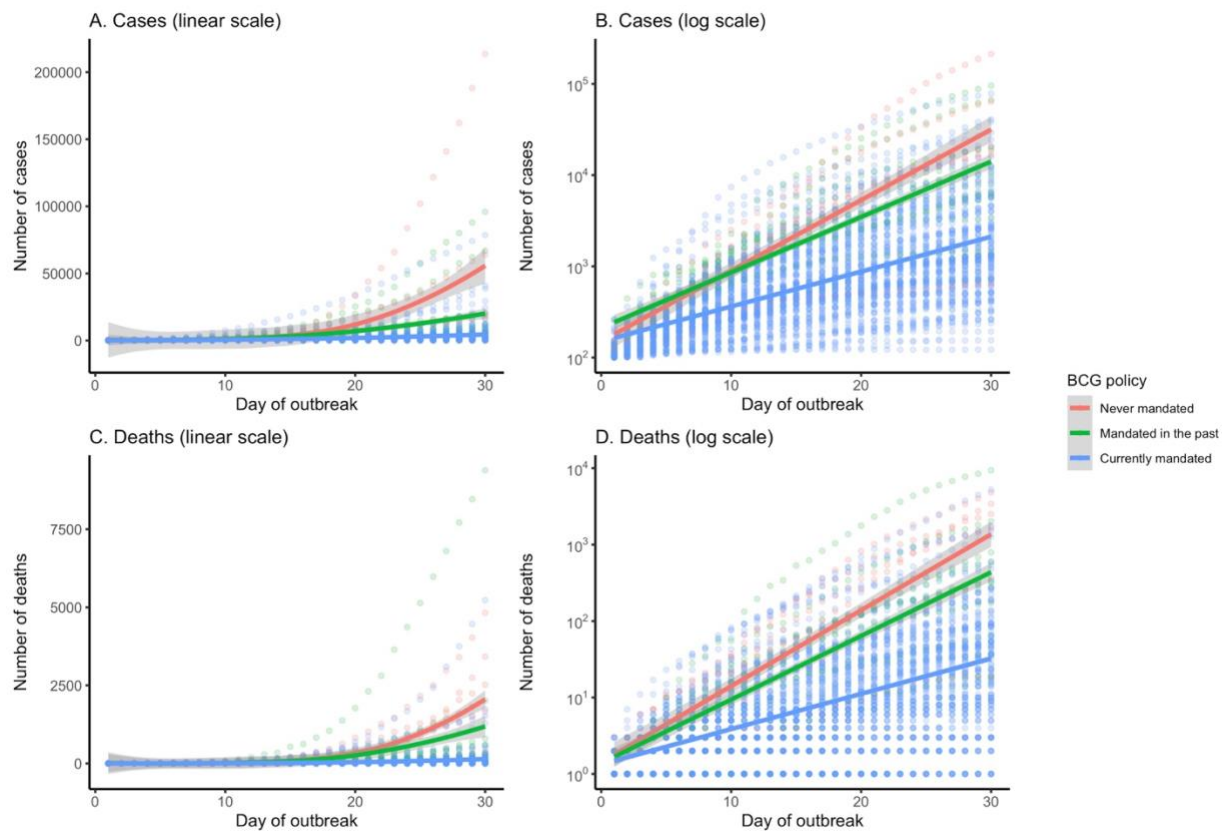 A. Cases (linear scale)
200000
150000
100000
50000
0
Number of cases
0 10 20 30
Day of outbreak
B. Cases (log scale)
10^5
10^4
10^3
10^2
Number of cases
0 10 20 30
Day of outbreak
C. Deaths (linear scale)
7500
5000
2500
0
Number of deaths
0 10 20 30
Day of outbreak
D. Deaths (log scale)
10^4
10^3
10^2
10^1
10^0
Number of deaths
0 10 20 30
Day of outbreak
BCG policy
Never mandated
Mandated in the past
Currently mandated